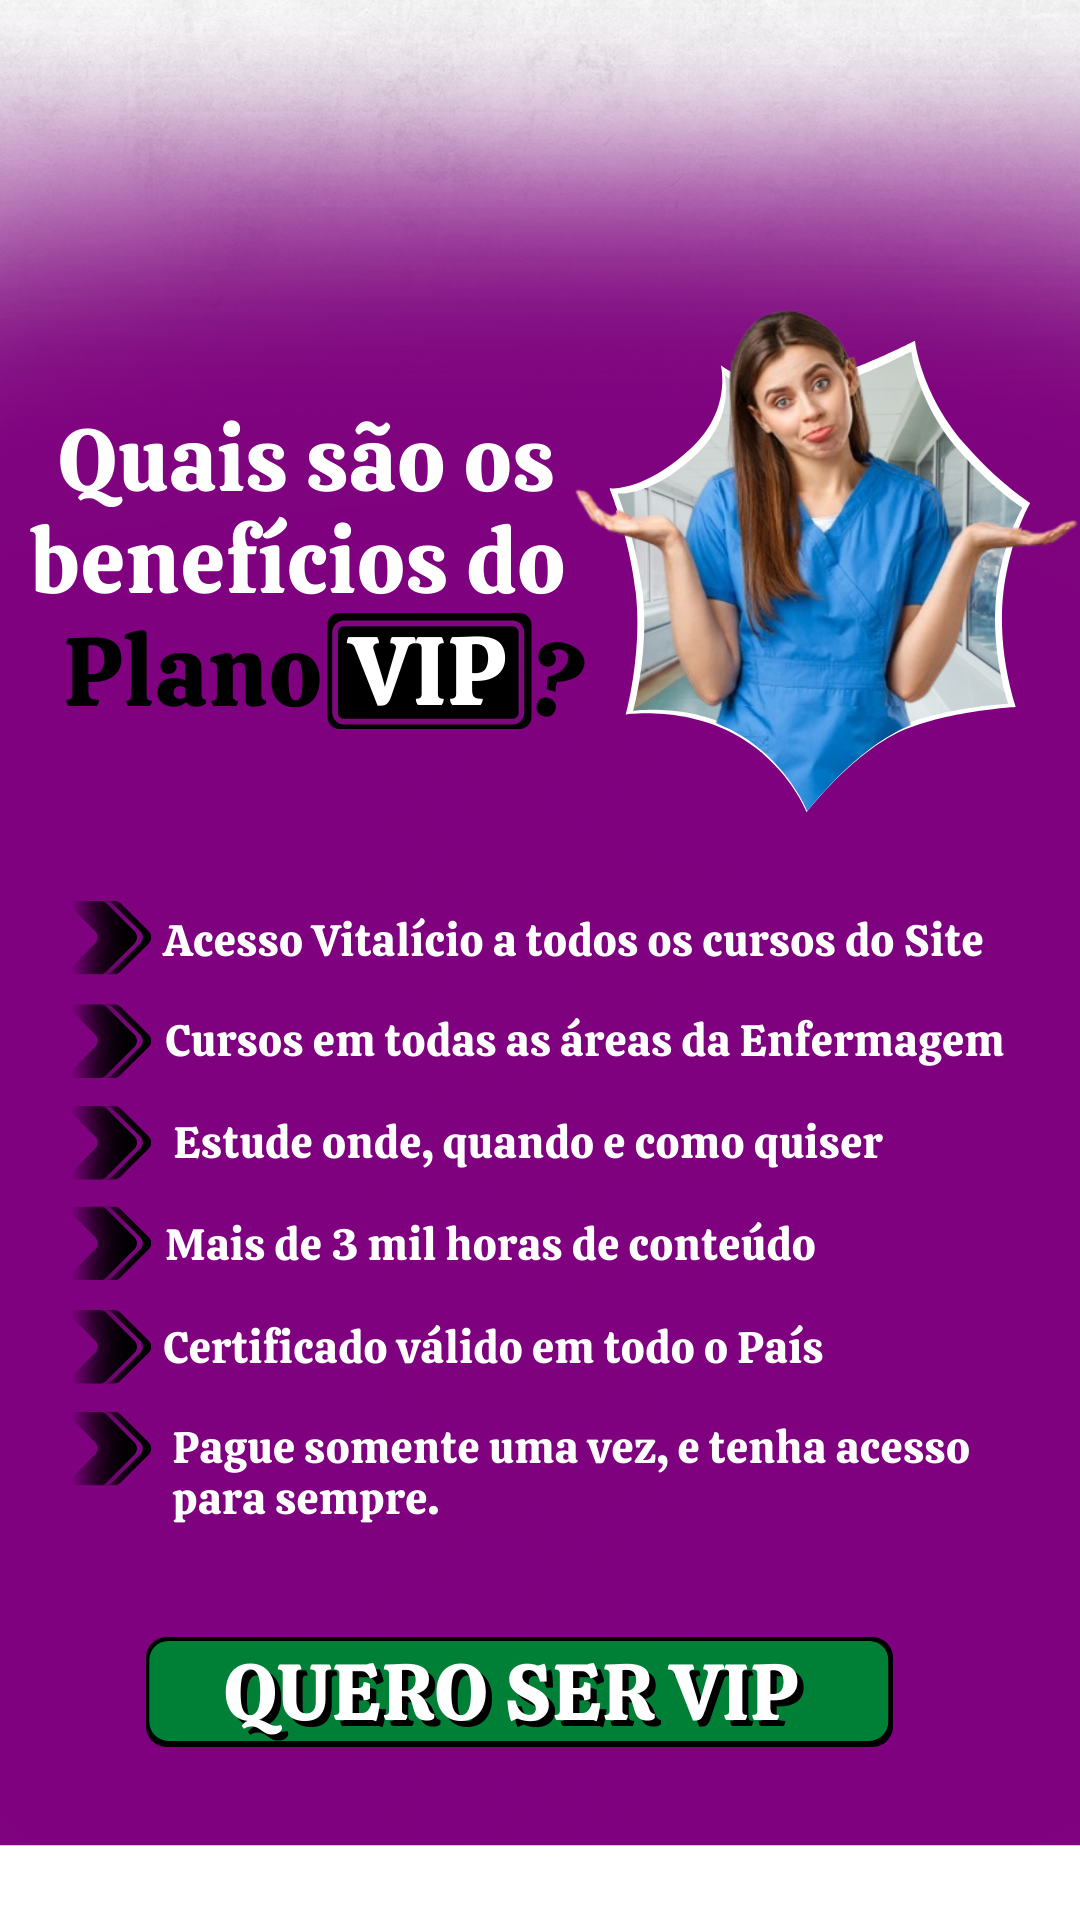 Quais são os
benefícios do
Plano VIP ?
Acesso Vitalício a todos os cursos do Site
Cursos em todas as áreas da Enfermagem
Estude onde, quando e como quiser
Mais de 3 mil horas de conteúdo
Certificado válido em todo o País
Pague somente uma vez, e tenha acesso
para sempre.
QUERO SER VIP